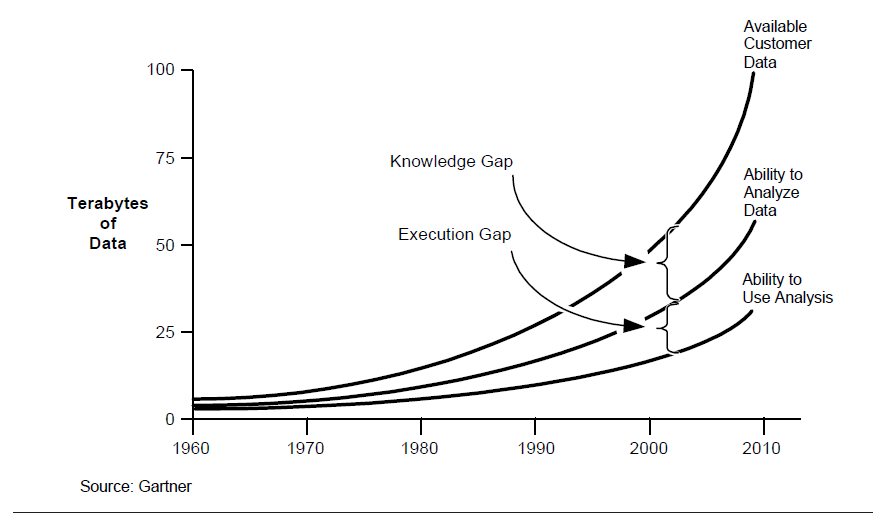 Available
Customer
Data
100
75
Knowledge Gap
Ability to
Analyze
Data
Terabytes
of
Data
Execution Gap
50
Ability to
Use Analysis
25
0
1960
1970
1980
1990
2000
2010
Source: Gartner